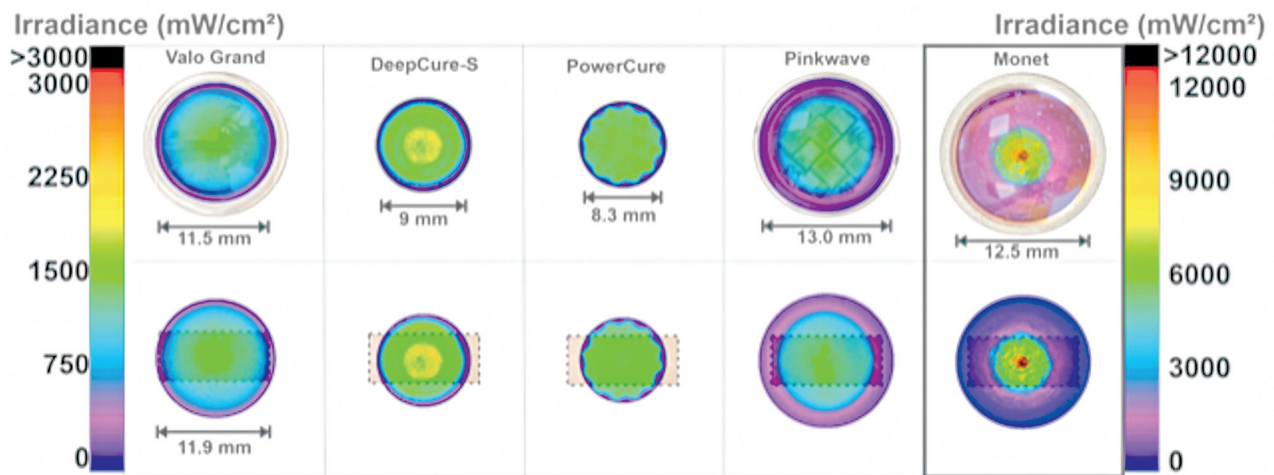 Irradiance (mW/cm²)
Irradiance (mW/cm²)
>3000
3000
2250
1500
750
0
Valo Grand
DeepCure-S
PowerCure
Pinkwave
Monet
11.5 mm
9 mm
8.3 mm
13.0 mm
12.5 mm
11.9 mm
>12000
12000
9000
6000
3000
0